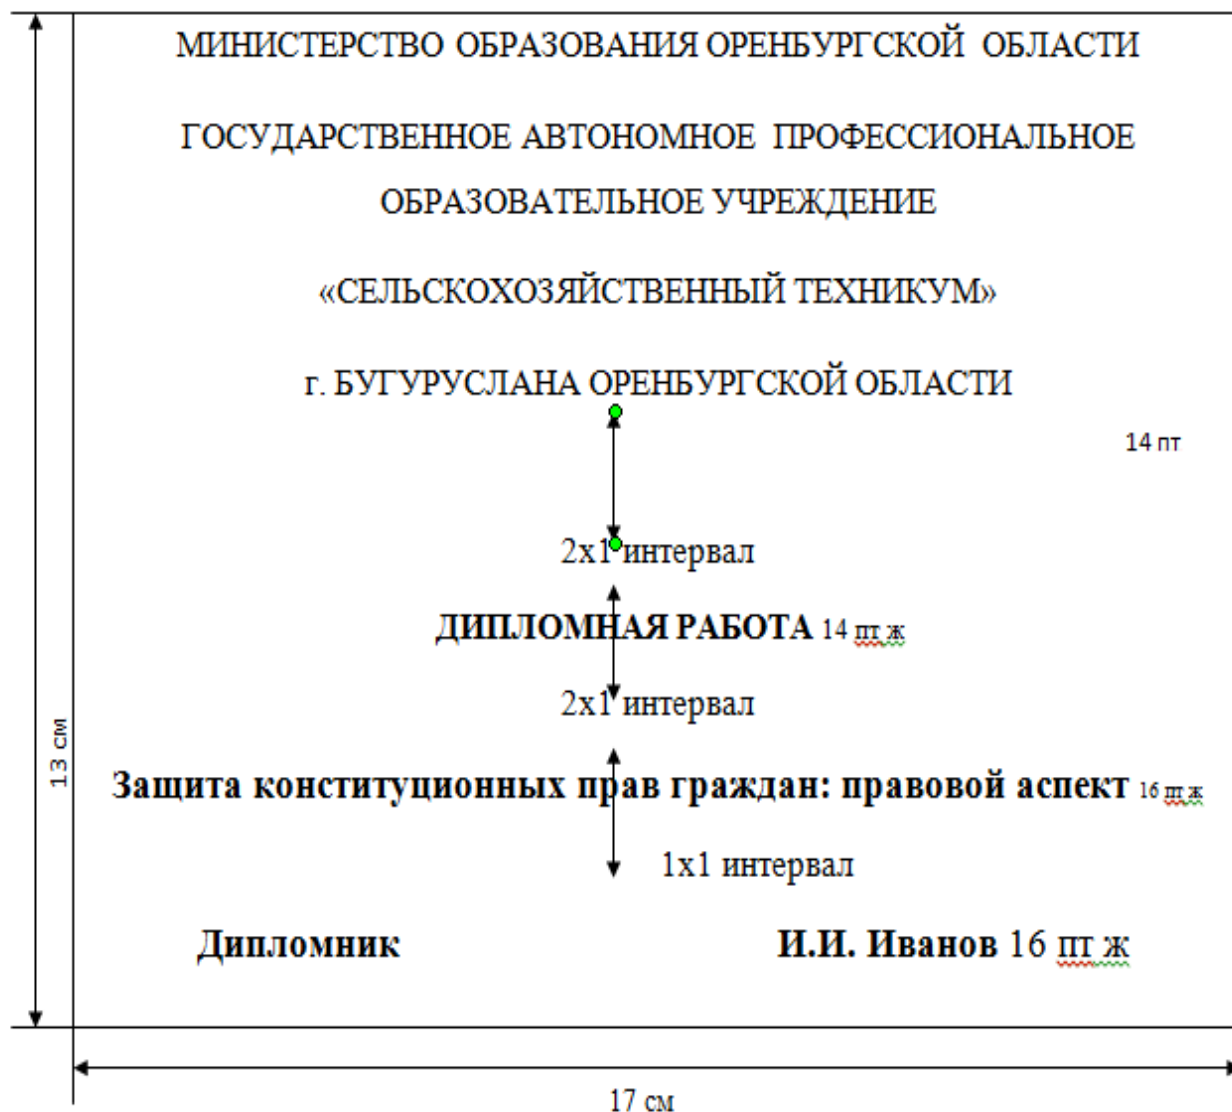 МИНИСТЕРСТВО ОБРАЗОВАНИЯ ОРЕНБУРГСКОЙ ОБЛАСТИ
ГОСУДАРСТВЕННОЕ АВТОНОМНОЕ ПРОФЕССИОНАЛЬНОЕ
ОБРАЗОВАТЕЛЬНОЕ УЧРЕЖДЕНИЕ
«СЕЛЬСКОХОЗЯЙСТВЕННЫЙ ТЕХНИКУМ»
г. БУГУРУСЛАНА ОРЕНБУРГСКОЙ ОБЛАСТИ
14 пт
2х1 интервал
ДИПЛОМНАЯ РАБОТА 14 пт ж
2х1 интервал
13 см
Защита конституционных прав граждан: правовой аспект 16 пт ж
1х1 интервал
Дипломник И.И. Иванов 16 пт ж
17 см